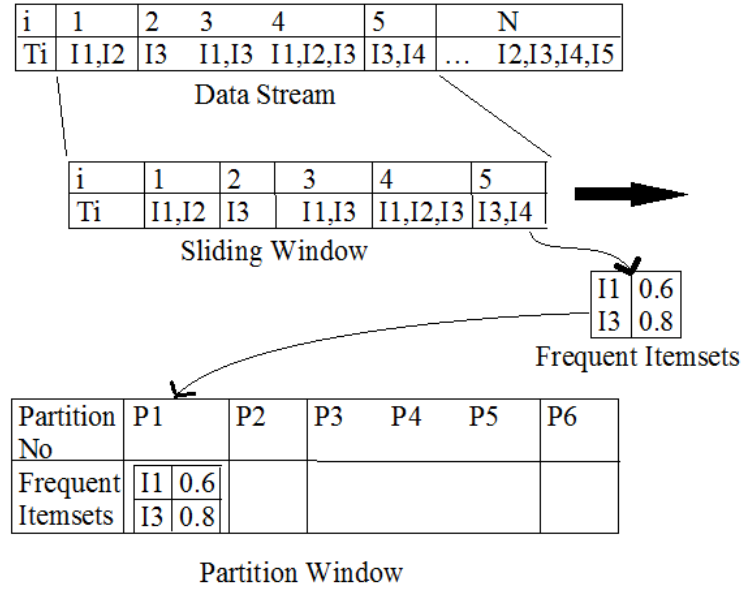 i 1 2 3 4 5 N
Ti I1,I2 I3 I1,I3 I1,I2,I3 I3,I4 … I2,I3,I4,I5
Data Stream
i 1 2 3 4 5
Ti I1,I2 I3 I1,I3 I1,I2,I3 I3,I4
Sliding Window
I1 0.6
I3 0.8
Frequent Itemsets
Partition P1 P2 P3 P4 P5 P6
No
Frequent I1 0.6
Itemsets I3 0.8
Partition Window